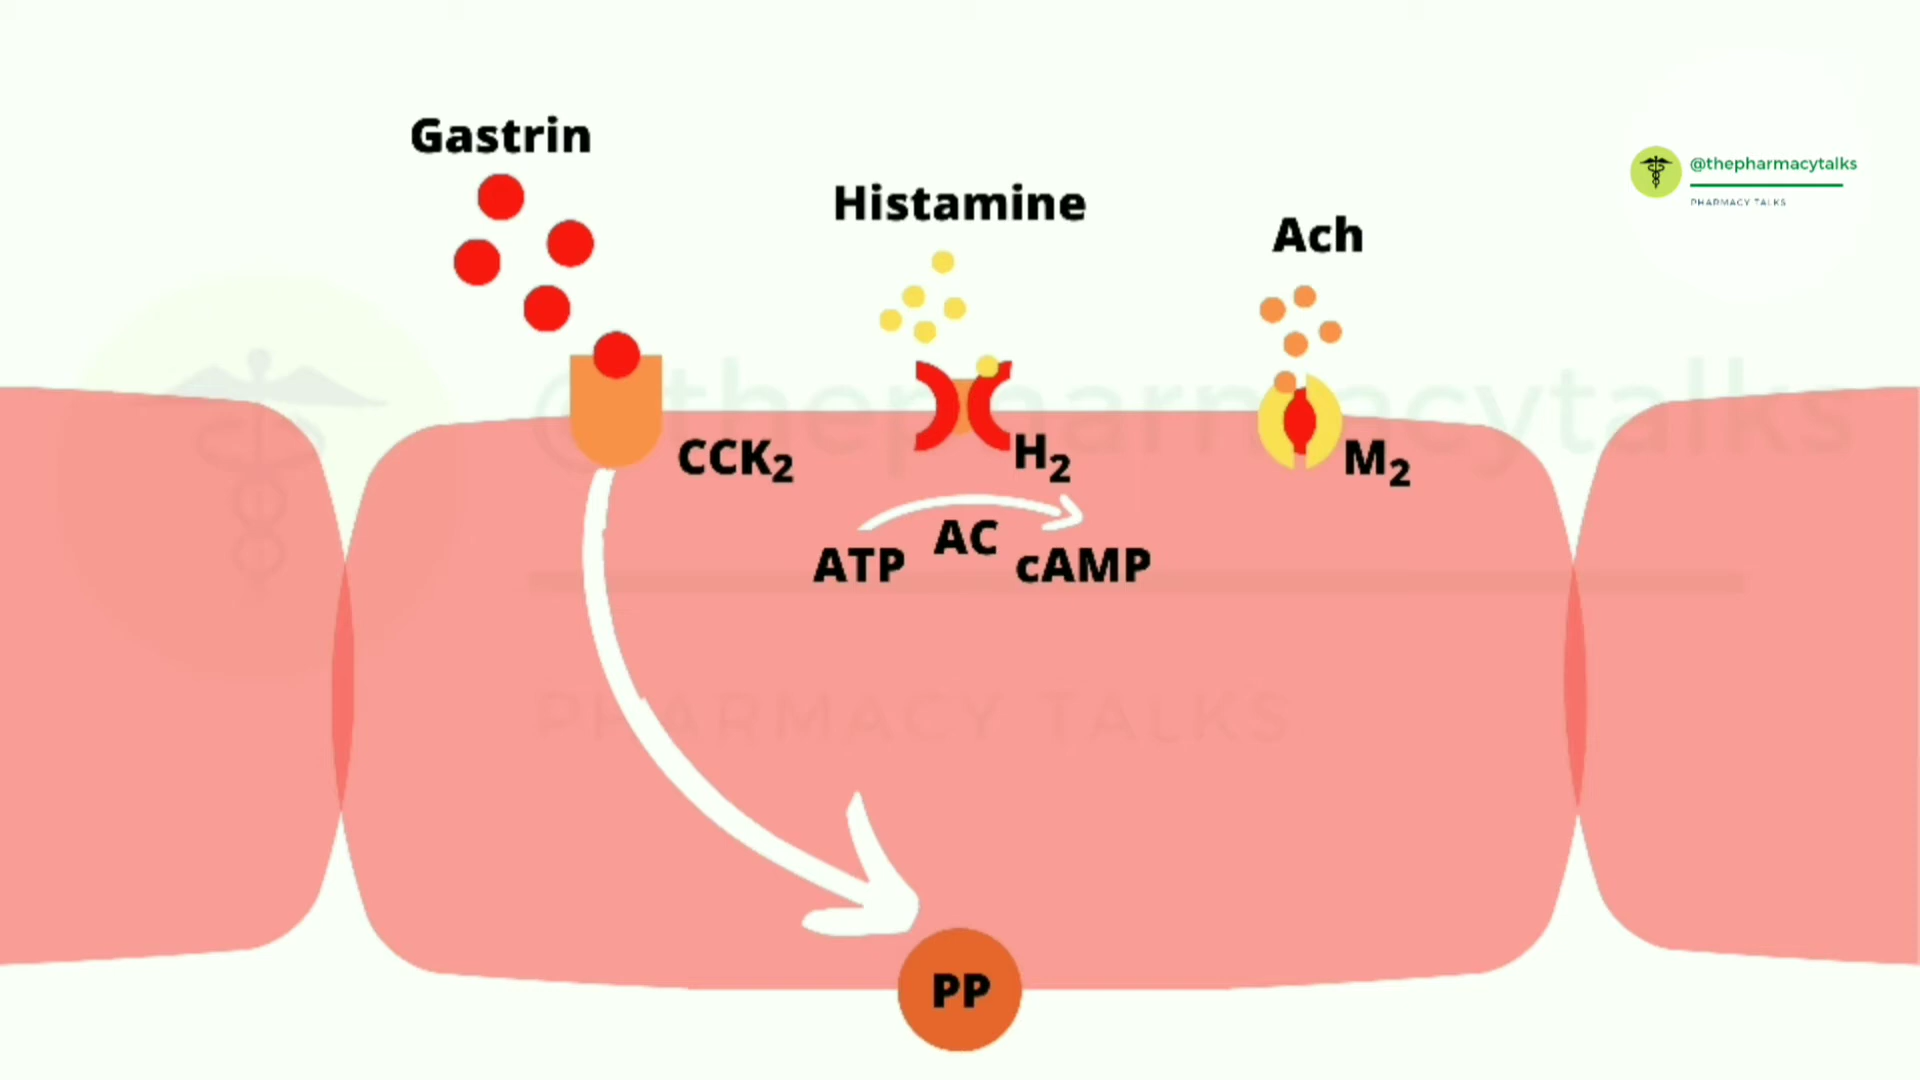 Gastrin
Histamine
Ach
@thepharmacytalks
PHARMACY TALKS
CCK₂
H₂
M₂
ATP
AC
cAMP
@thepharmacytalks
PHARMACY TALKS
PP